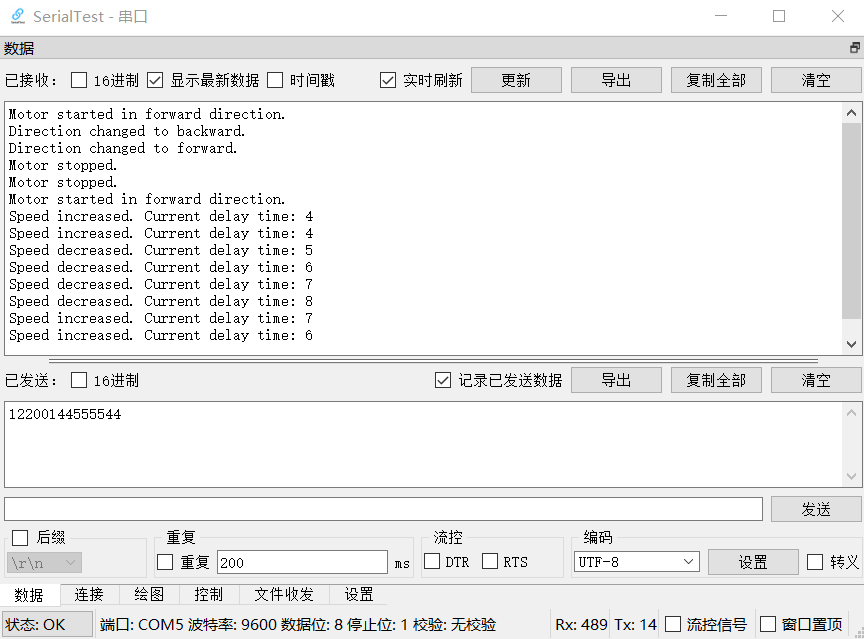 SerialTest - 串口
数据
已接收: 16进制 显示最新数据 时间戳 实时刷新 更新 导出 复制全部 清空
Motor started in forward direction.
Direction changed to backward.
Direction changed to forward.
Motor stopped.
Motor stopped.
Motor started in forward direction.
Speed increased. Current delay time: 4
Speed increased. Current delay time: 4
Speed decreased. Current delay time: 5
Speed decreased. Current delay time: 6
Speed decreased. Current delay time: 7
Speed decreased. Current delay time: 8
Speed increased. Current delay time: 7
Speed increased. Current delay time: 6
已发送: 16进制 记录已发送数据 导出 复制全部 清空
12200144555544
发送
后缀 重复 流控 编码
\r\n 重复 200 ms DTR RTS UTF-8 设置 转义
数据 连接 绘图 控制 文件收发 设置
状态: OK 端口: COM5 波特率: 9600 数据位: 8 停止位: 1 校验: 无校验 Rx: 489 Tx: 14 流控信号 窗口置顶